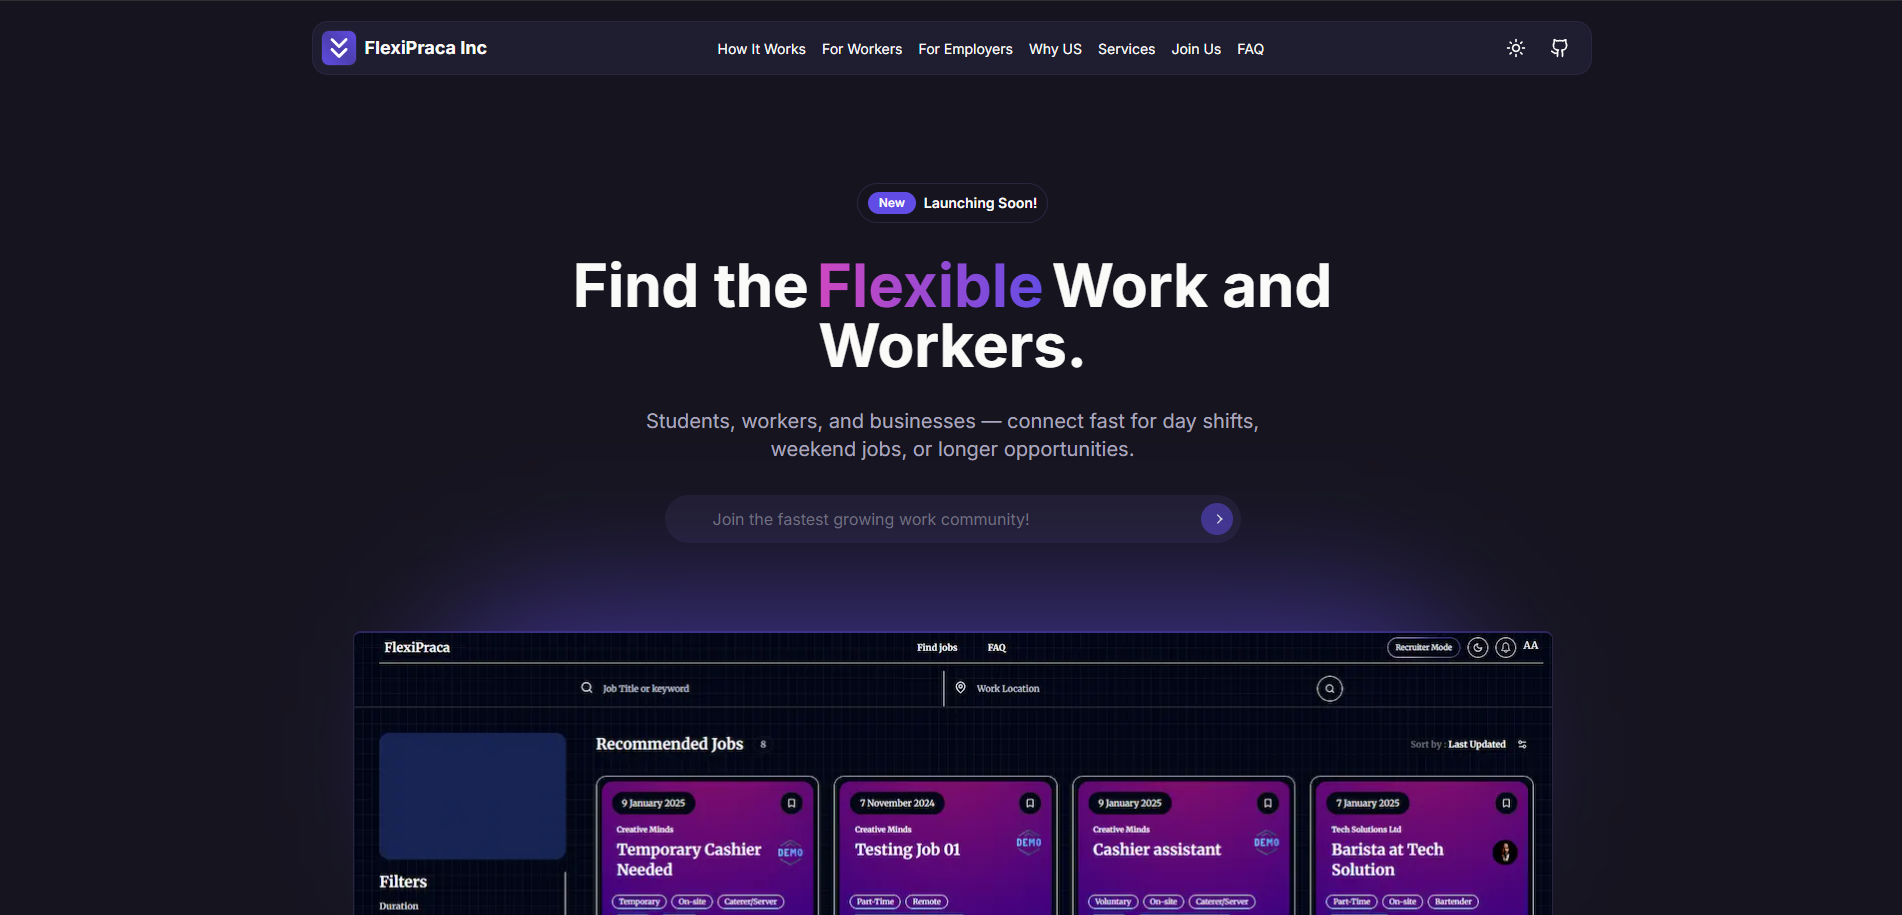 FlexiPraca Inc
How It Works For Workers For Employers Why US Services Join Us FAQ
New Launching Soon!
Find the Flexible Work and
Workers.
Students, workers, and businesses — connect fast for day shifts,
weekend jobs, or longer opportunities.
Join the fastest growing work community!
FlexiPraca Find jobs FAQ Recruiter Mode AA
Job Title or keyword Work Location
Recommended Jobs 8 Sort by : Last Updated
9 January 2025
Creative Minds
Temporary Cashier
Needed
DEMO
Temporary On-site Caterer/Server
7 November 2024
Creative Minds
Testing Job 01
DEMO
Part-Time Remote
9 January 2025
Creative Minds
Cashier assistant
DEMO
Voluntary On-site Caterer/Server
7 January 2025
Tech Solutions Ltd
Barista at Tech
Solution
Part-Time On-site Bartender
Filters
Duration